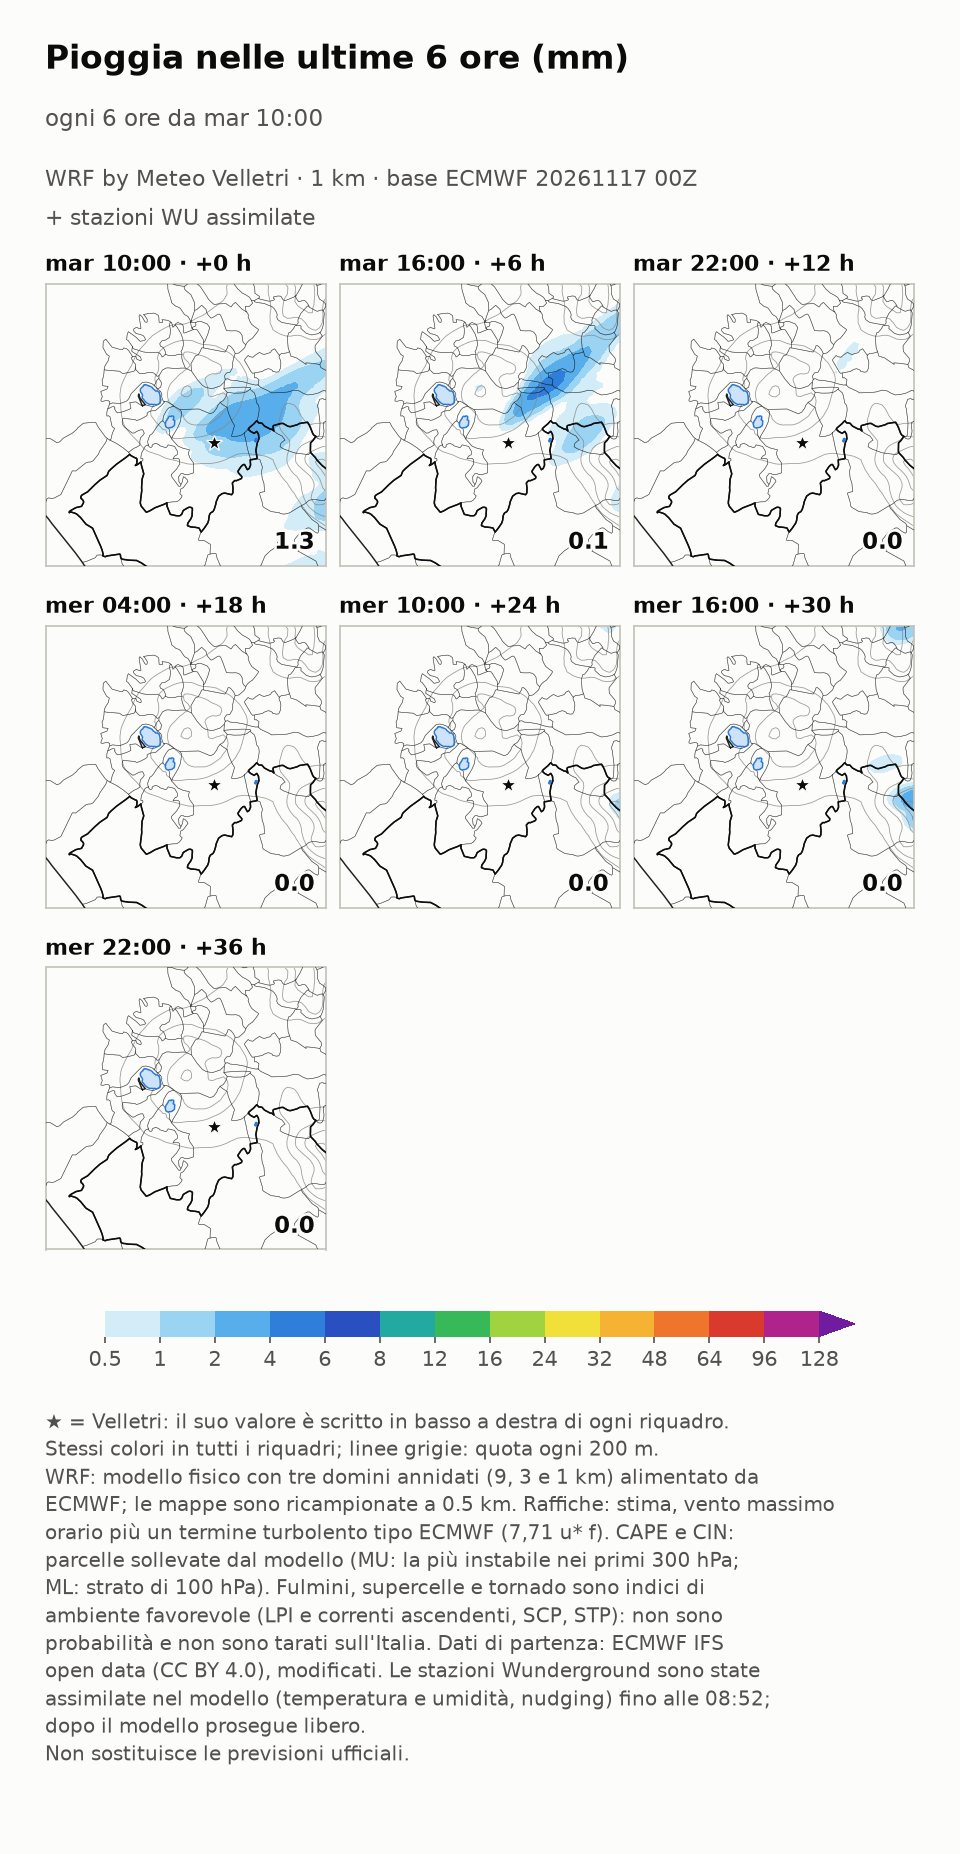 Pioggia nelle ultime 6 ore (mm)
ogni 6 ore da mar 10:00
WRF by Meteo Velletri · 1 km · base ECMWF 20261117 00Z
+ stazioni WU assimilate
mar 10:00 · +0 h
mar 16:00 · +6 h
mar 22:00 · +12 h
1.3
0.1
0.0
mer 04:00 · +18 h
mer 10:00 · +24 h
mer 16:00 · +30 h
0.0
0.0
0.0
mer 22:00 · +36 h
0.0
0.5 1 2 4 6 8 12 16 24 32 48 64 96 128
★ = Velletri: il suo valore è scritto in basso a destra di ogni riquadro.
Stessi colori in tutti i riquadri; linee grigie: quota ogni 200 m.
WRF: modello fisico con tre domini annidati (9, 3 e 1 km) alimentato da
ECMWF; le mappe sono ricampionate a 0.5 km. Raffiche: stima, vento massimo
orario più un termine turbolento tipo ECMWF (7,71 u* f). CAPE e CIN:
parcelle sollevate dal modello (MU: la più instabile nei primi 300 hPa;
ML: strato di 100 hPa). Fulmini, supercelle e tornado sono indici di
ambiente favorevole (LPI e correnti ascendenti, SCP, STP): non sono
probabilità e non sono tarati sull'Italia. Dati di partenza: ECMWF IFS
open data (CC BY 4.0), modificati. Le stazioni Wunderground sono state
assimilate nel modello (temperatura e umidità, nudging) fino alle 08:52;
dopo il modello prosegue libero.
Non sostituisce le previsioni ufficiali.